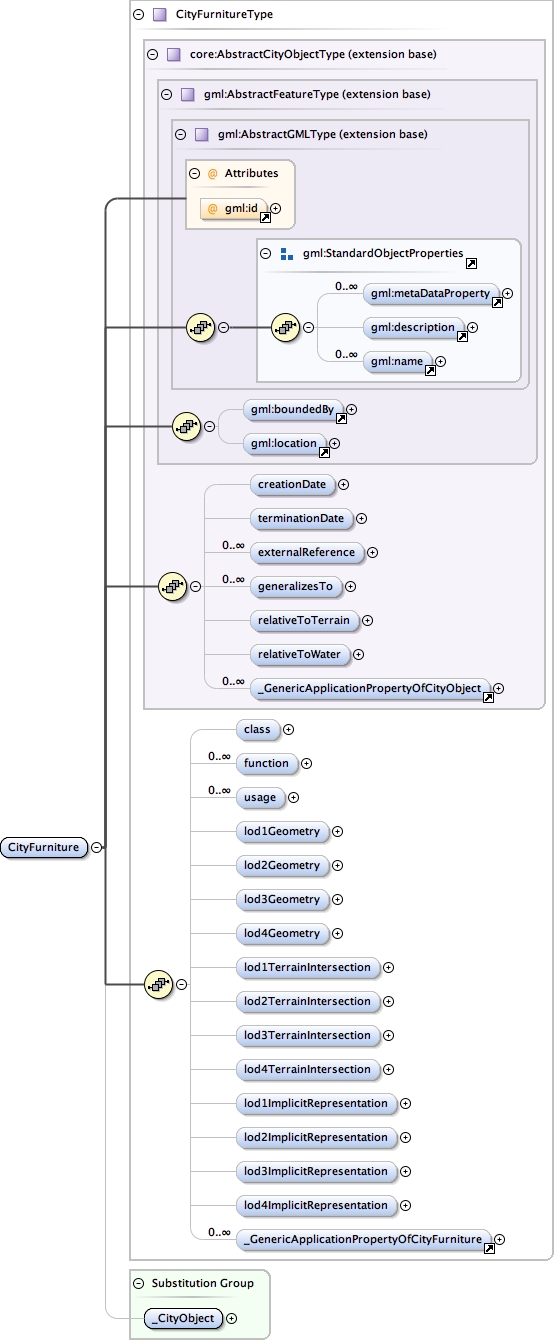 CityFurnitureType
core:AbstractCityObjectType (extension base)
gml:AbstractFeatureType (extension base)
gml:AbstractGMLType (extension base)
@ Attributes
@ gml:id
gml:StandardObjectProperties
0..∞
gml:metaDataProperty
gml:description
0..∞
gml:name
gml:boundedBy
gml:location
creationDate
terminationDate
0..∞
externalReference
0..∞
generalizesTo
relativeToTerrain
relativeToWater
0..∞
_GenericApplicationPropertyOfCityObject
class
0..∞
function
0..∞
usage
lod1Geometry
CityFurniture
lod2Geometry
lod3Geometry
lod4Geometry
lod1TerrainIntersection
lod2TerrainIntersection
lod3TerrainIntersection
lod4TerrainIntersection
lod1ImplicitRepresentation
lod2ImplicitRepresentation
lod3ImplicitRepresentation
lod4ImplicitRepresentation
0..∞
_GenericApplicationPropertyOfCityFurniture
Substitution Group
_CityObject